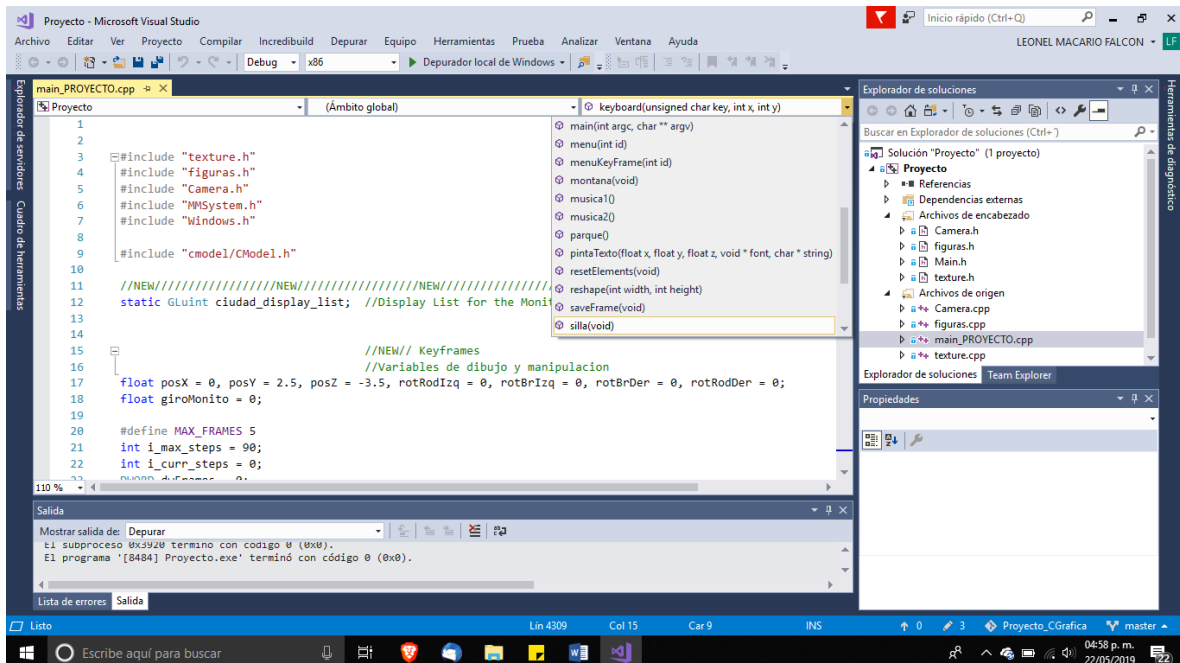 Proyecto - Microsoft Visual Studio
Inicio rápido (Ctrl+Q)
Archivo Editar Ver Proyecto Compilar Incredibuild Depurar Equipo Herramientas Prueba Analizar Ventana Ayuda
LEONEL MACARIO FALCON LF
Debug x86 Depurador local de Windows
Explorador de servidores
Cuadro de herramientas
main_PROYECTO.cpp
Proyecto (Ámbito global) keyboard(unsigned char key, int x, int y)
main(int argc, char ** argv)
menu(int id)
menuKeyFrame(int id)
montana(void)
musica1()
musica2()
parque()
pintaTexto(float x, float y, float z, void * font, char * string)
resetElements(void)
reshape(int width, int height)
saveFrame(void)
silla(void)
1
2
3 #include "texture.h"
4 #include "figuras.h"
5 #include "Camera.h"
6 #include "MMSystem.h"
7 #include "Windows.h"
8
9 #include "cmodel/CModel.h"
10
11 //NEW//////////////////NEW//////////////////NEW////////////////
12 static GLuint ciudad_display_list; //Display List for the Monit
13
14
15 //NEW// Keyframes
16 //Variables de dibujo y manipulacion
17 float posX = 0, posY = 2.5, posZ = -3.5, rotRodIzq = 0, rotBrIzq = 0, rotBrDer = 0, rotRodDer = 0;
18 float giroMonito = 0;
19
20 #define MAX_FRAMES 5
21 int i_max_steps = 90;
22 int i_curr_steps = 0;
110 %
Salida
Mostrar salida de: Depurar
El subproceso 0x3920 terminó con código 0 (0x0).
El programa '[8484] Proyecto.exe' terminó con código 0 (0x0).
Lista de errores Salida
Explorador de soluciones
Buscar en Explorador de soluciones (Ctrl+´)
Solución "Proyecto" (1 proyecto)
Proyecto
Referencias
Dependencias externas
Archivos de encabezado
Camera.h
figuras.h
Main.h
texture.h
Archivos de origen
Camera.cpp
figuras.cpp
main_PROYECTO.cpp
texture.cpp
Explorador de soluciones Team Explorer
Propiedades
Herramientas de diagnóstico
Listo Lín 4309 Col 15 Car 9 INS 0 3 Proyecto_CGrafica master
Escribe aquí para buscar
04:58 p. m.
22/05/2019
22